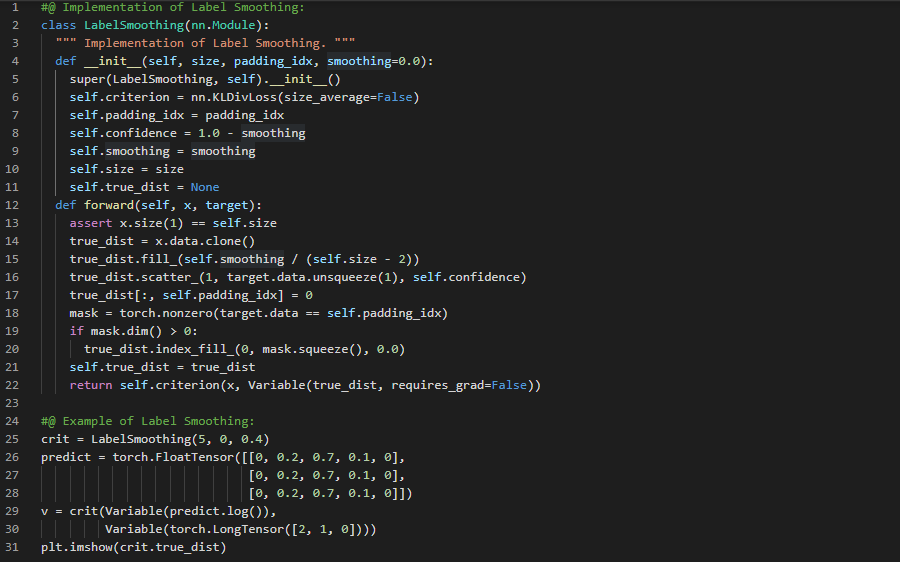 1 #@ Implementation of Label Smoothing:
2 class LabelSmoothing(nn.Module):
3 """ Implementation of Label Smoothing. """
4 def __init__(self, size, padding_idx, smoothing=0.0):
5 super(LabelSmoothing, self).__init__()
6 self.criterion = nn.KLDivLoss(size_average=False)
7 self.padding_idx = padding_idx
8 self.confidence = 1.0 - smoothing
9 self.smoothing = smoothing
10 self.size = size
11 self.true_dist = None
12 def forward(self, x, target):
13 assert x.size(1) == self.size
14 true_dist = x.data.clone()
15 true_dist.fill_(self.smoothing / (self.size - 2))
16 true_dist.scatter_(1, target.data.unsqueeze(1), self.confidence)
17 true_dist[:, self.padding_idx] = 0
18 mask = torch.nonzero(target.data == self.padding_idx)
19 if mask.dim() > 0:
20 true_dist.index_fill_(0, mask.squeeze(), 0.0)
21 self.true_dist = true_dist
22 return self.criterion(x, Variable(true_dist, requires_grad=False))
23
24 #@ Example of Label Smoothing:
25 crit = LabelSmoothing(5, 0, 0.4)
26 predict = torch.FloatTensor([[0, 0.2, 0.7, 0.1, 0],
27 [0, 0.2, 0.7, 0.1, 0],
28 [0, 0.2, 0.7, 0.1, 0]])
29 v = crit(Variable(predict.log()),
30 Variable(torch.LongTensor([2, 1, 0])))
31 plt.imshow(crit.true_dist)